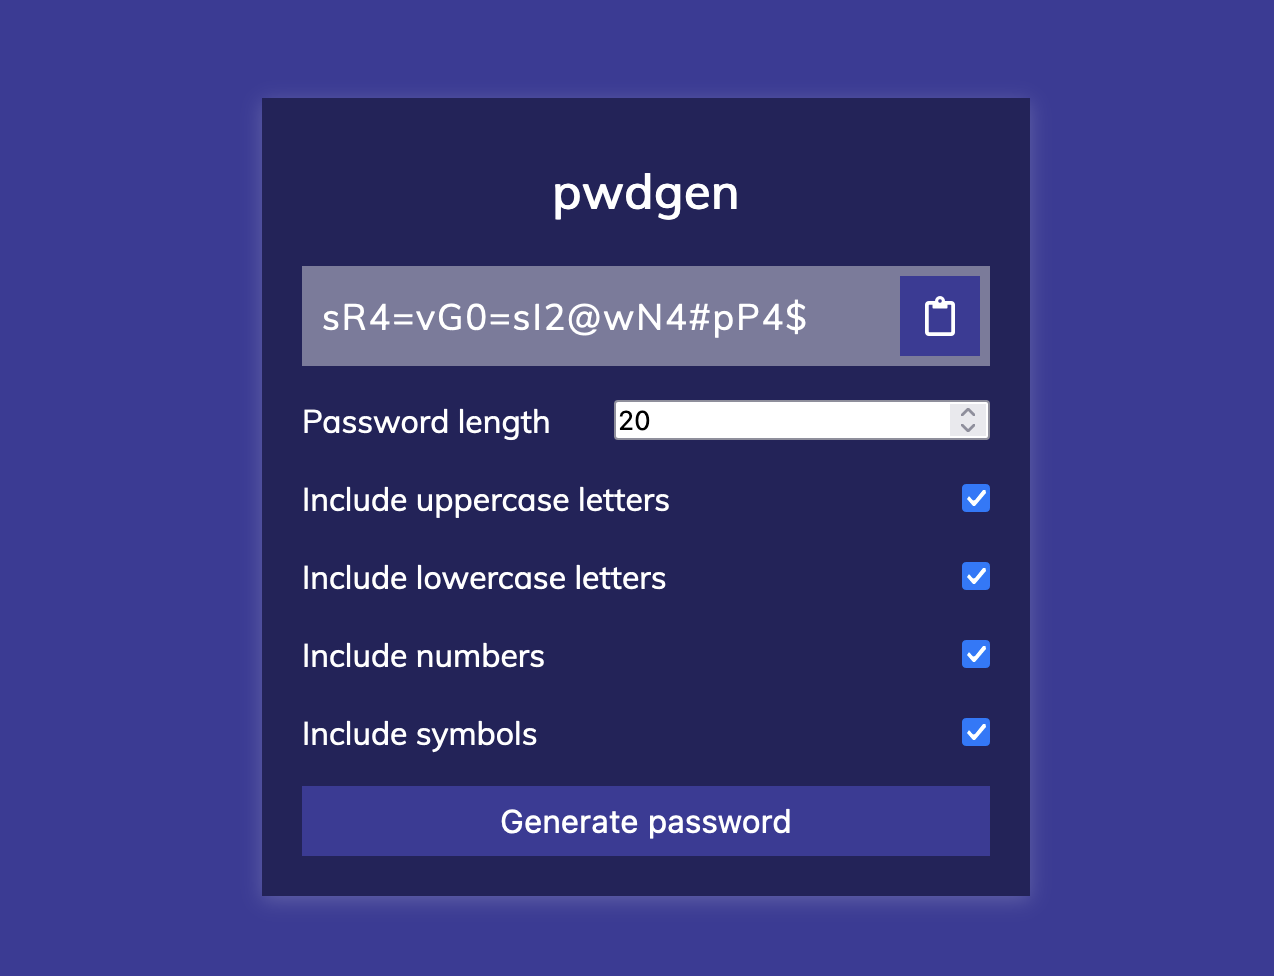 pwdgen
sR4=vG0=sI2@wN4#pP4$
Password length 20
Include uppercase letters
Include lowercase letters
Include numbers
Include symbols
Generate password